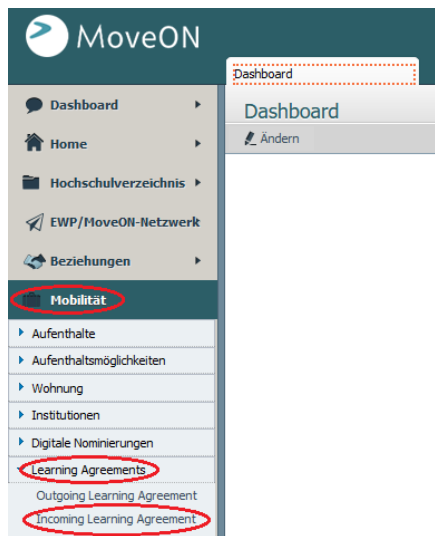 MoveON
Dashboard
Dashboard
Dashboard
Ändern
Home
Hochschulverzeichnis
EWP/MoveON-Netzwerk
Beziehungen
Mobilität
Aufenthalte
Aufenthaltsmöglichkeiten
Wohnung
Institutionen
Digitale Nominierungen
Learning Agreements
Outgoing Learning Agreement
Incoming Learning Agreement